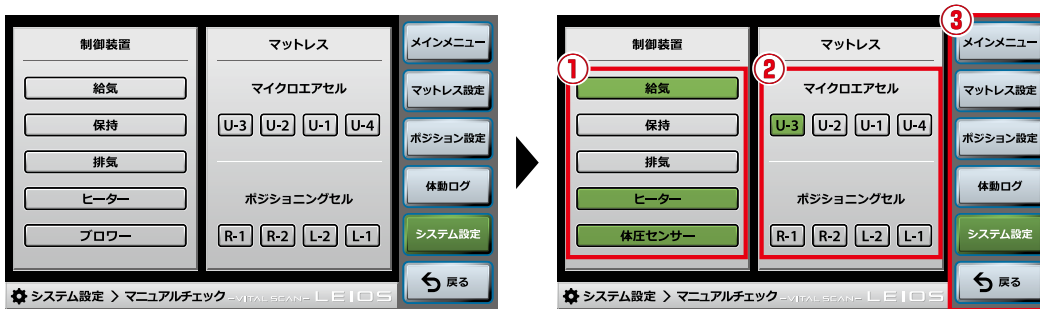 制御装置
給気
保持
排気
ヒーター
ブロワー
マットレス
マイクロエアセル
U-3 U-2 U-1 U-4
ポジショニングセル
R-1 R-2 L-2 L-1
メインメニュー
マットレス設定
ポジション設定
体動ログ
システム設定
戻る
システム設定 > マニュアルチェック -VITAL SCAN- LEIOS
制御装置
①
給気
保持
排気
ヒーター
体圧センサー
マットレス
②
マイクロエアセル
U-3 U-2 U-1 U-4
ポジショニングセル
R-1 R-2 L-2 L-1
③
メインメニュー
マットレス設定
ポジション設定
体動ログ
システム設定
戻る
システム設定 > マニュアルチェック -VITAL SCAN- LEIOS